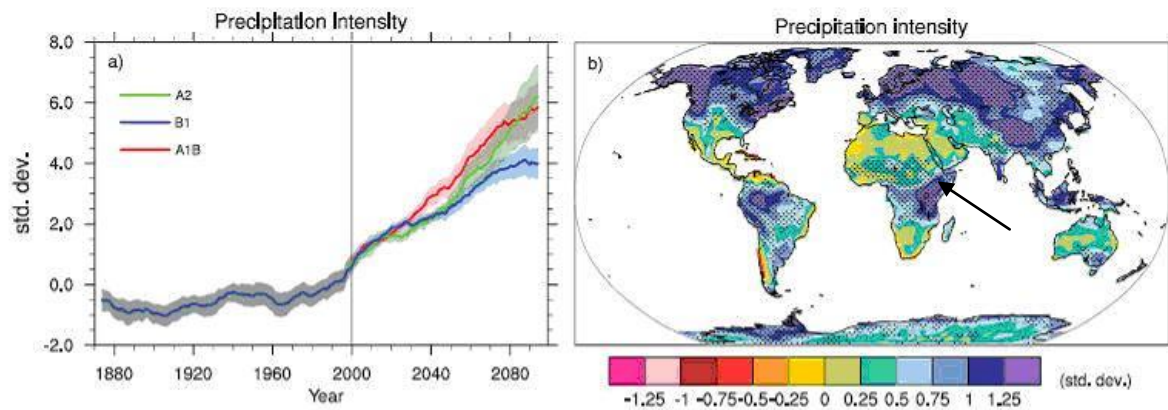 Precipitation Intensity
a)
A2
B1
A1B
std. dev.
8.0
6.0
4.0
2.0
0.0
-2.0
1880 1920 1960 2000 2040 2080
Year
Precipitation intensity
b)
-1.25 -1 -0.75 -0.5 -0.25 0 0.25 0.5 0.75 1 1.25
(std. dev.)